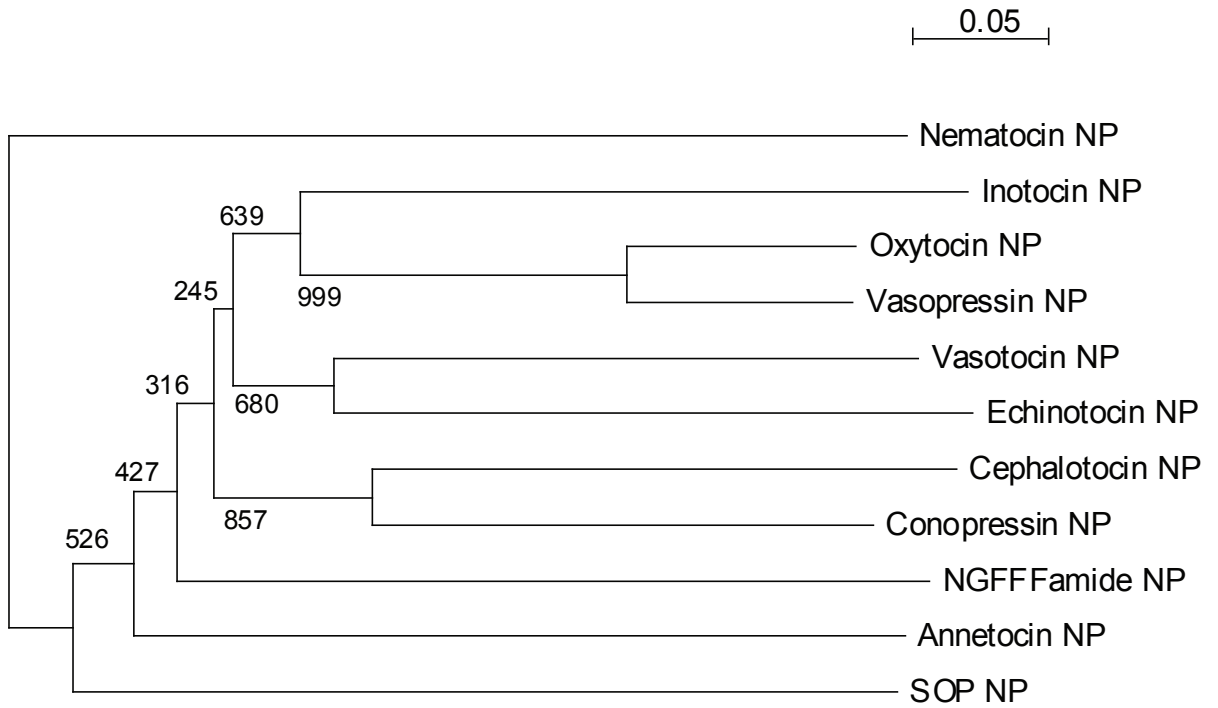 0.05
Nematocin NP
Inotocin NP
639
Oxytocin NP
245
999
Vasopressin NP
Vasotocin NP
316
680
Echinotocin NP
427
Cephalotocin NP
857
Conopressin NP
526
NGFFFamide NP
Annetocin NP
SOP NP